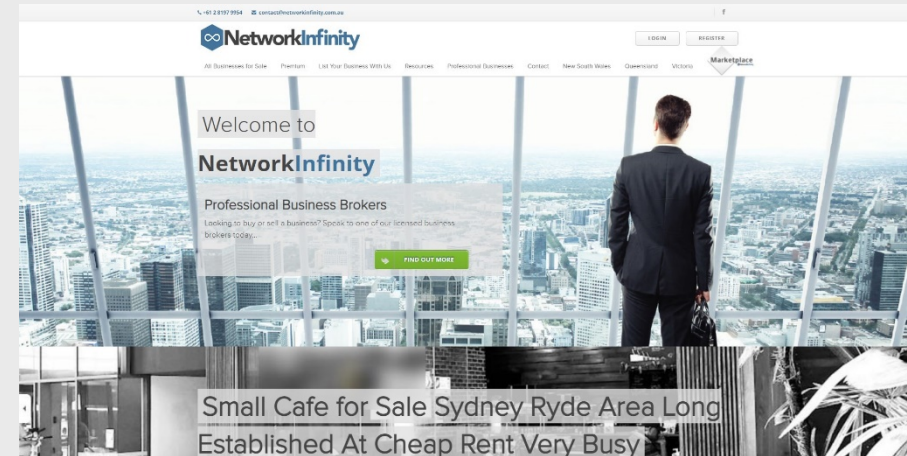 +61 2 8197 9954 contact@networkinfinity.com.au
NetworkInfinity
LOGIN REGISTER
All Businesses for Sale Premium List Your Business With Us Resources Professional Businesses Contact New South Wales Queensland Victoria Marketplace
Welcome to
NetworkInfinity
Professional Business Brokers
Looking to buy or sell a business? Speak to one of our licensed business
brokers today...
FIND OUT MORE
Small Cafe for Sale Sydney Ryde Area Long
Established At Cheap Rent Very Busy